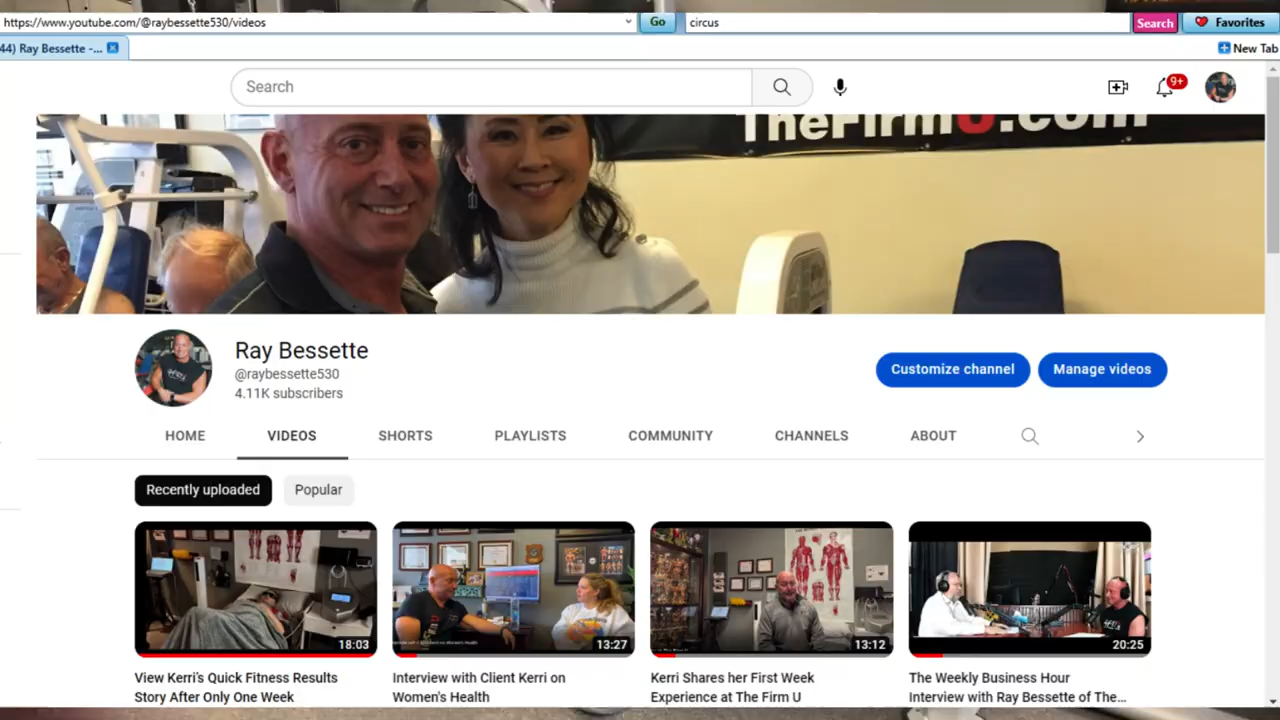 https://www.youtube.com/@raybessette530/videos
Go
circus
Search
Favorites
44) Ray Bessette -...
New Tab
Search
9+
TheFirmU.com
Ray Bessette
@raybessette530
4.11K subscribers
Customize channel
Manage videos
HOME
VIDEOS
SHORTS
PLAYLISTS
COMMUNITY
CHANNELS
ABOUT
Recently uploaded
Popular
18:03
13:27
13:12
20:25
View Kerri's Quick Fitness Results
Story After Only One Week
Interview with Client Kerri on
Women's Health
Kerri Shares her First Week
Experience at The Firm U
The Weekly Business Hour
Interview with Ray Bessette of The...